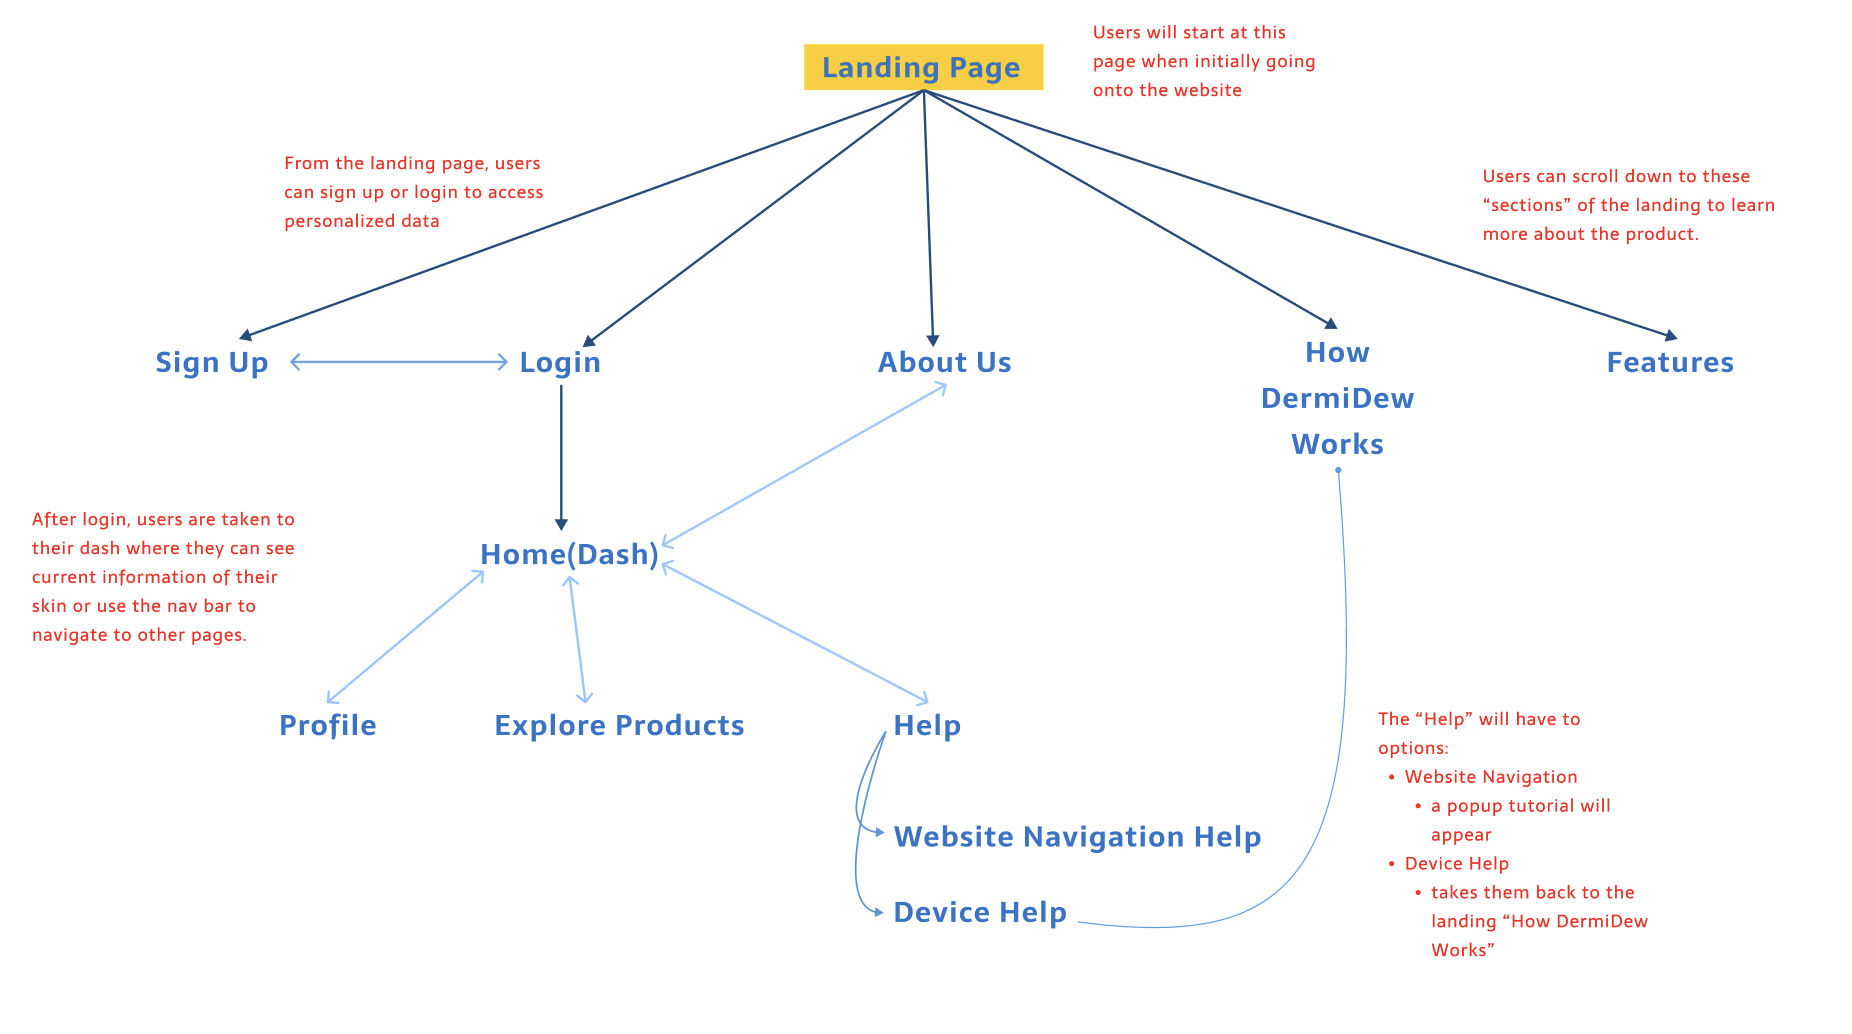 Landing Page
Users will start at this
page when initially going
onto the website
From the landing page, users
can sign up or login to access
personalized data
Users can scroll down to these
“sections” of the landing to learn
more about the product.
Sign Up
Login
About Us
How
DermiDew
Works
Features
After login, users are taken to
their dash where they can see
current information of their
skin or use the nav bar to
navigate to other pages.
Home(Dash)
Profile
Explore Products
Help
Website Navigation Help
Device Help
The “Help” will have to
options:
• Website Navigation
• a popup tutorial will
appear
• Device Help
• takes them back to the
landing “How DermiDew
Works”